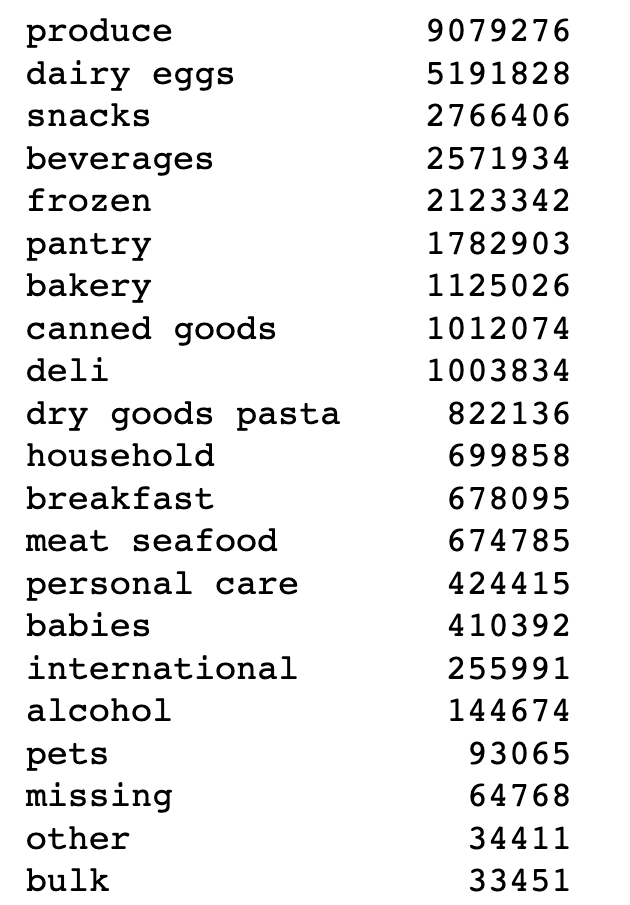 produce 9079276
dairy eggs 5191828
snacks 2766406
beverages 2571934
frozen 2123342
pantry 1782903
bakery 1125026
canned goods 1012074
deli 1003834
dry goods pasta 822136
household 699858
breakfast 678095
meat seafood 674785
personal care 424415
babies 410392
international 255991
alcohol 144674
pets 93065
missing 64768
other 34411
bulk 33451